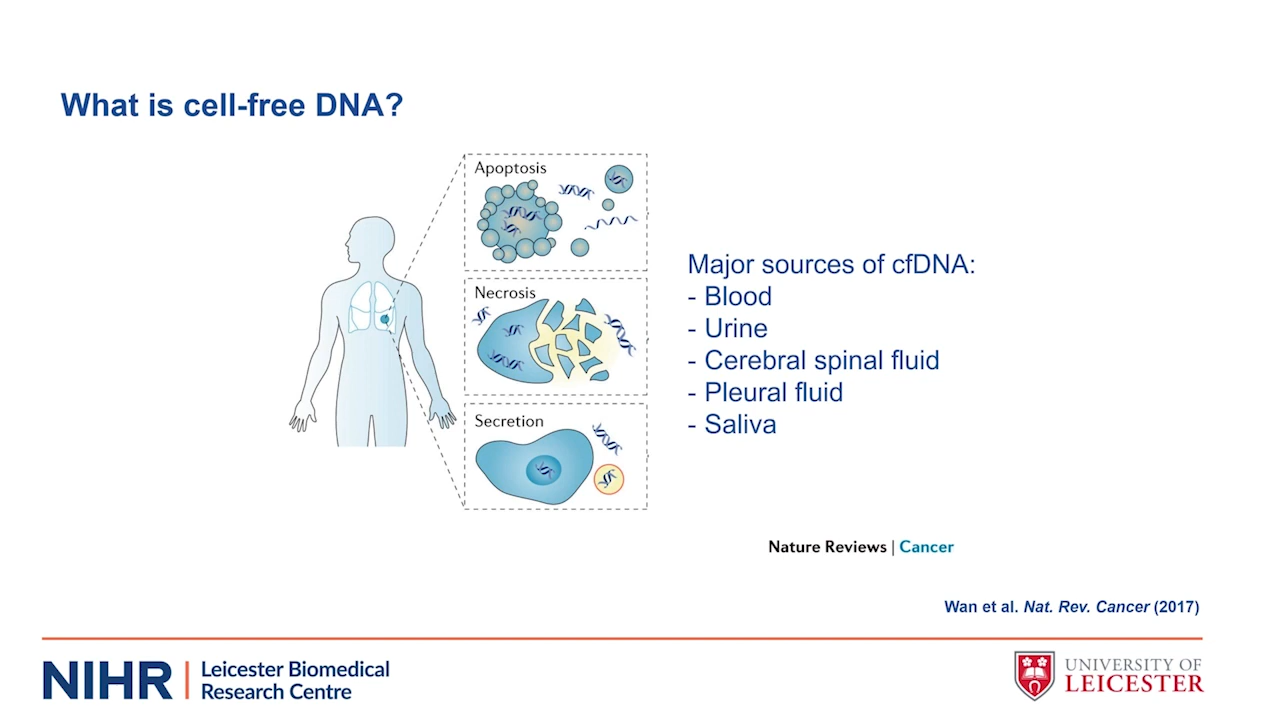 What is cell-free DNA?
Apoptosis
Necrosis
Secretion
Major sources of cfDNA:
- Blood
- Urine
- Cerebral spinal fluid
- Pleural fluid
- Saliva
Nature Reviews | Cancer
Wan et al. Nat. Rev. Cancer (2017)
NIHR | Leicester Biomedical
Research Centre
UNIVERSITY OF
LEICESTER